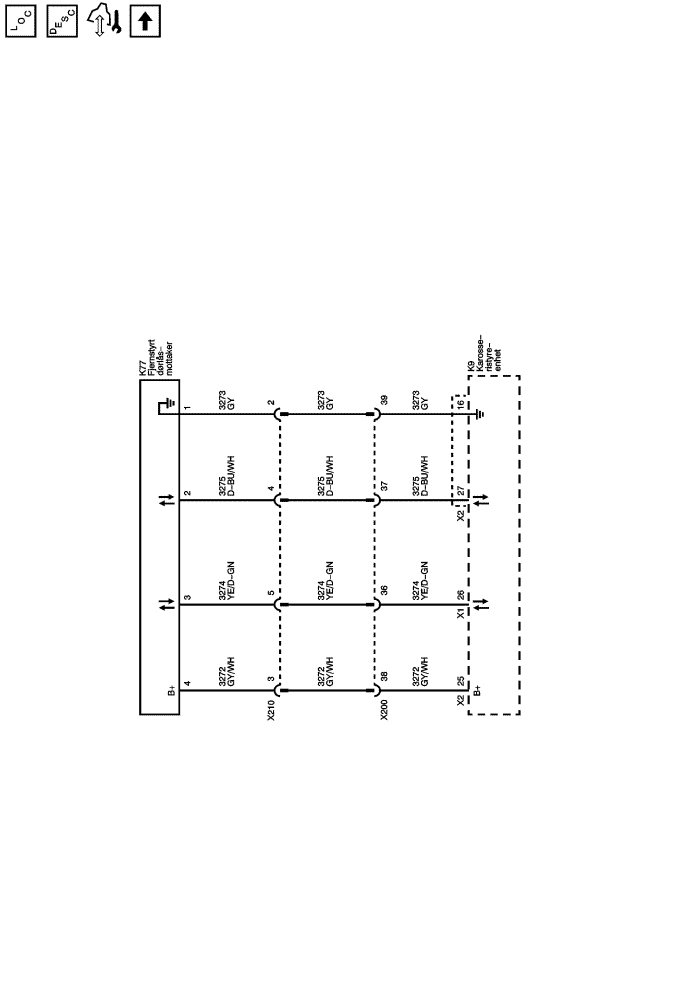 LOC
DESC
K77
Fjernstyrt
dørlås–
mottaker
K9
Karosse–
ristyre–
enhet
1
3273
GY
2
3273
GY
39
3273
GY
16
2
3275
D–BU/WH
4
3275
D–BU/WH
37
3275
D–BU/WH
27
X2
3
3274
YE/D–GN
5
3274
YE/D–GN
36
3274
YE/D–GN
26
X1
B+
4
3272
GY/WH
3
X210
3272
GY/WH
38
X200
3272
GY/WH
25
X2
B+